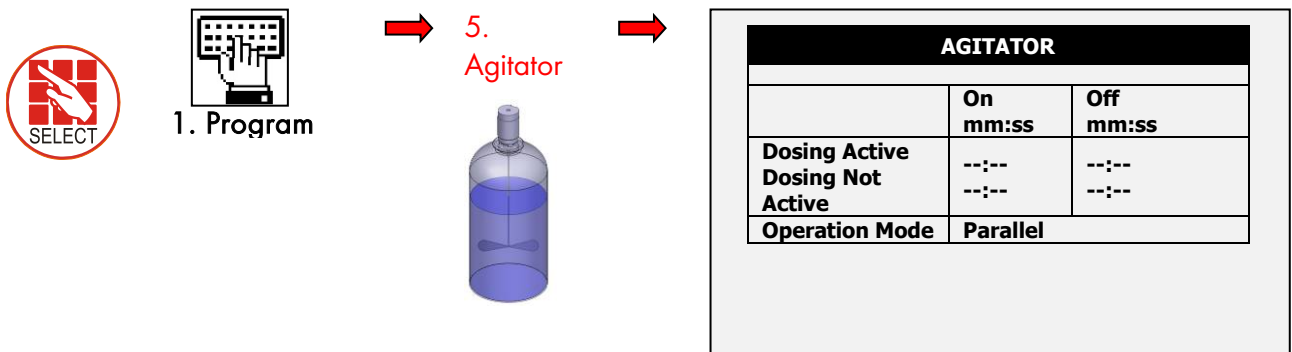 SELECT
1. Program
5.
Agitator
AGITATOR
On Off
mm:ss mm:ss
Dosing Active --:-- --:--
Dosing Not
Active --:-- --:--
Operation Mode Parallel